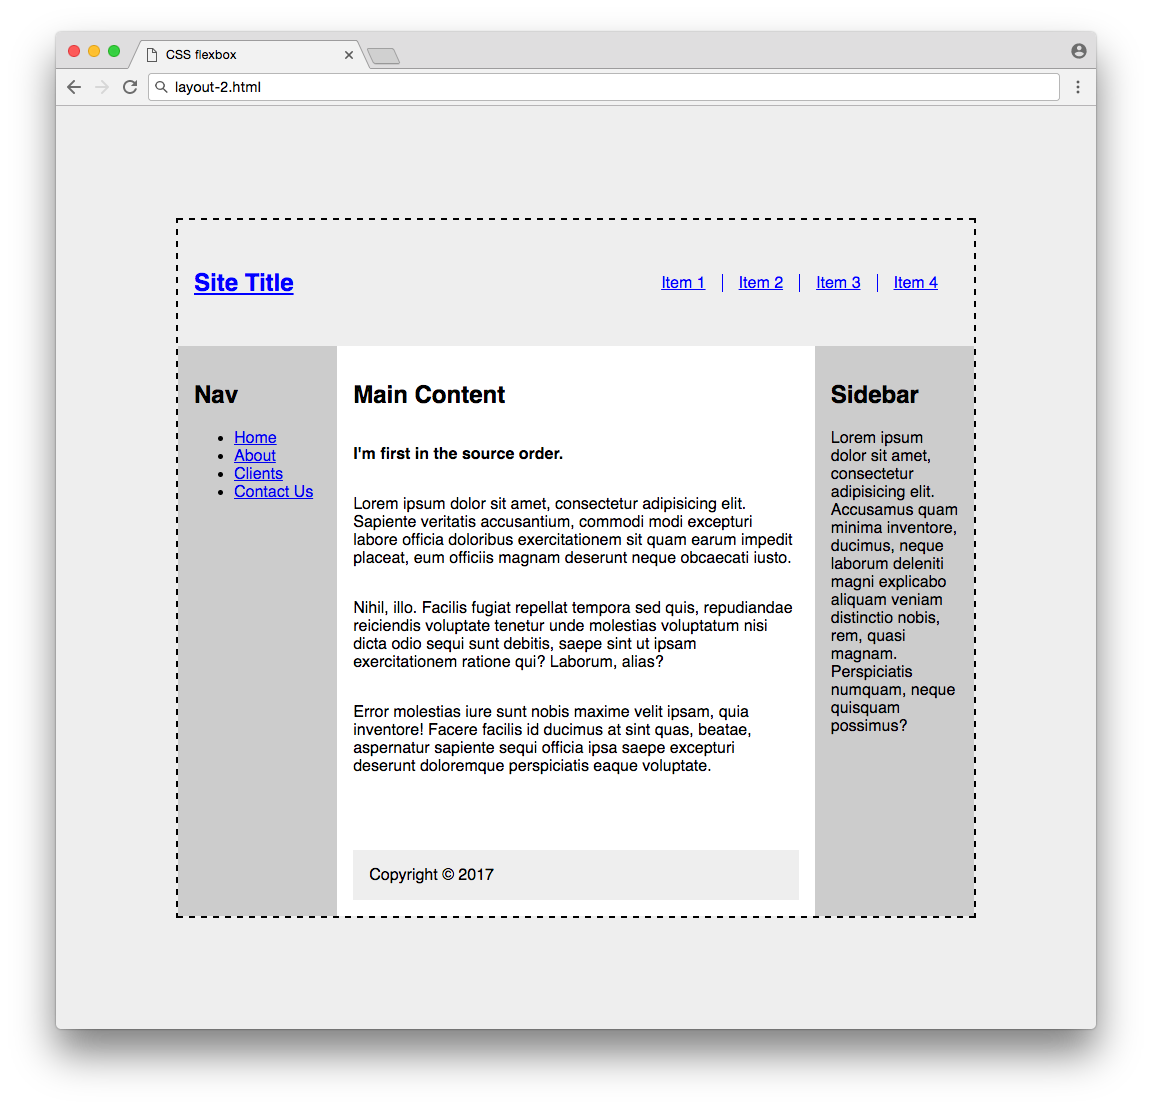 CSS flexbox
layout-2.html
Site Title
Item 1
Item 2
Item 3
Item 4
Nav
Home
About
Clients
Contact Us
Main Content
I'm first in the source order.
Lorem ipsum dolor sit amet, consectetur adipisicing elit.
Sapiente veritatis accusantium, commodi modi excepturi
labore officia doloribus exercitationem sit quam earum impedit
placeat, eum officiis magnam deserunt neque obcaecati iusto.
Nihil, illo. Facilis fugiat repellat tempora sed quis, repudiandae
reiciendis voluptate tenetur unde molestias voluptatum nisi
dicta odio sequi sunt debitis, saepe sint ut ipsam
exercitationem ratione qui? Laborum, alias?
Error molestias iure sunt nobis maxime velit ipsam, quia
inventore! Facere facilis id ducimus at sint quas, beatae,
aspernatur sapiente sequi officia ipsa saepe excepturi
deserunt doloremque perspiciatis eaque voluptate.
Copyright © 2017
Sidebar
Lorem ipsum
dolor sit amet,
consectetur
adipisicing elit.
Accusamus quam
minima inventore,
ducimus, neque
laborum deleniti
magni explicabo
aliquam veniam
distinctio nobis,
rem, quasi
magnam.
Perspiciatis
numquam, neque
quisquam
possimus?